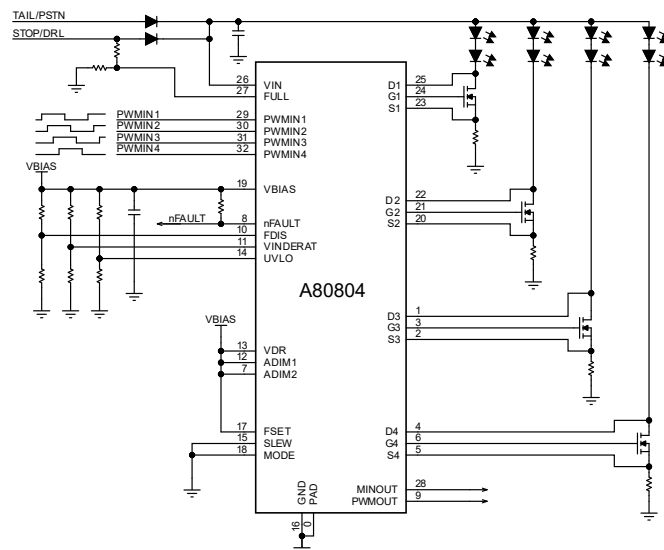 TAIL/PSTN
STOP/DRL
26 VIN
27 FULL
PWMIN1 29 PWMIN1
PWMIN2 30 PWMIN2
PWMIN3 31 PWMIN3
PWMIN4 32 PWMIN4
VBIAS
19 VBIAS
nFAULT 8 nFAULT
10 FDIS
11 VINDERAT
14 UVLO
VBIAS
13 VDR
12 ADIM1
7 ADIM2
17 FSET
15 SLEW
18 MODE
A80804
D1 25
G1 24
S1 23
D2 22
G2 21
S2 20
D3 1
G3 3
S3 2
D4 4
G4 6
S4 5
MINOUT 28
PWMOUT 9
GND PAD
16 0